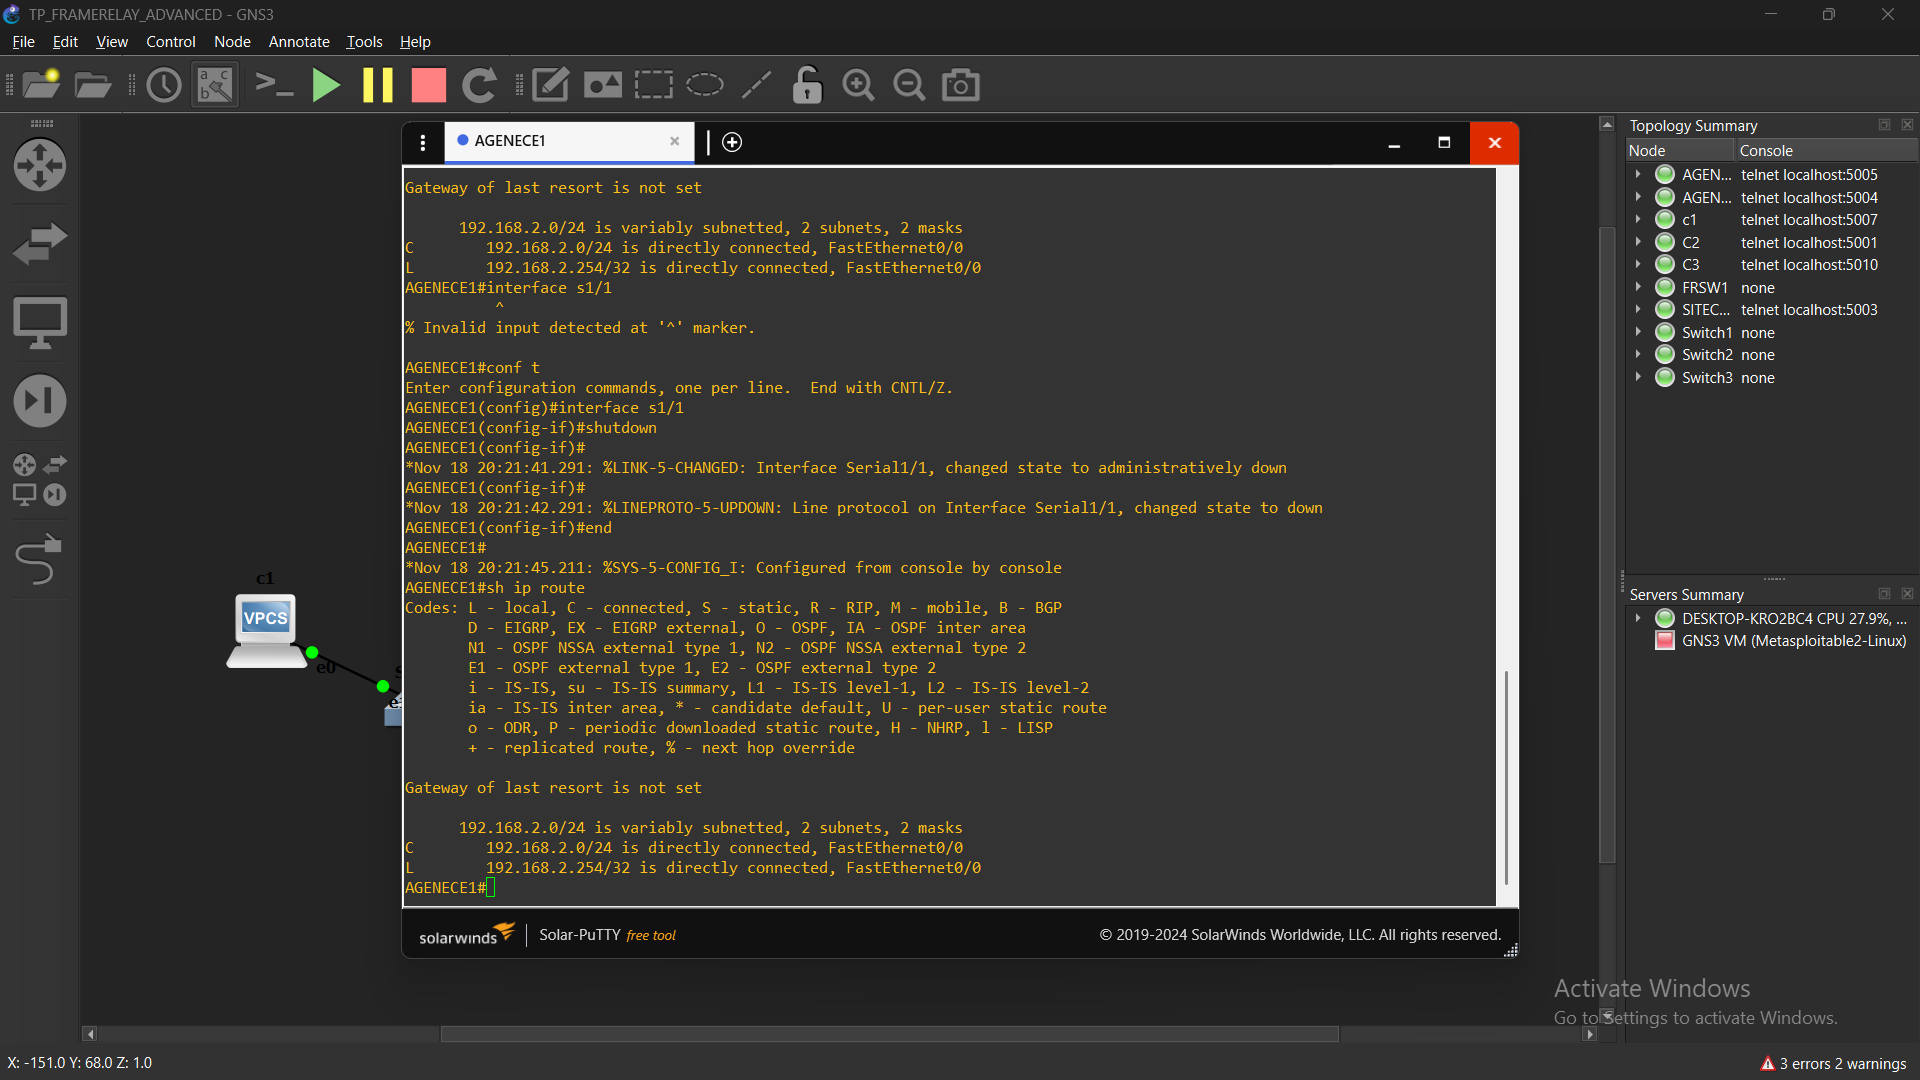 TP_FRAMERELAY_ADVANCED - GNS3
File Edit View Control Node Annotate Tools Help
AGENECE1
Gateway of last resort is not set
192.168.2.0/24 is variably subnetted, 2 subnets, 2 masks
C 192.168.2.0/24 is directly connected, FastEthernet0/0
L 192.168.2.254/32 is directly connected, FastEthernet0/0
AGENECE1#interface s1/1
^
% Invalid input detected at '^' marker.
AGENECE1#conf t
Enter configuration commands, one per line. End with CNTL/Z.
AGENECE1(config)#interface s1/1
AGENECE1(config-if)#shutdown
AGENECE1(config-if)#
*Nov 18 20:21:41.291: %LINK-5-CHANGED: Interface Serial1/1, changed state to administratively down
AGENECE1(config-if)#
*Nov 18 20:21:42.291: %LINEPROTO-5-UPDOWN: Line protocol on Interface Serial1/1, changed state to down
AGENECE1(config-if)#end
AGENECE1#
*Nov 18 20:21:45.211: %SYS-5-CONFIG_I: Configured from console by console
AGENECE1#sh ip route
Codes: L - local, C - connected, S - static, R - RIP, M - mobile, B - BGP
D - EIGRP, EX - EIGRP external, O - OSPF, IA - OSPF inter area
N1 - OSPF NSSA external type 1, N2 - OSPF NSSA external type 2
E1 - OSPF external type 1, E2 - OSPF external type 2
i - IS-IS, su - IS-IS summary, L1 - IS-IS level-1, L2 - IS-IS level-2
ia - IS-IS inter area, * - candidate default, U - per-user static route
o - ODR, P - periodic downloaded static route, H - NHRP, l - LISP
+ - replicated route, % - next hop override
Gateway of last resort is not set
192.168.2.0/24 is variably subnetted, 2 subnets, 2 masks
C 192.168.2.0/24 is directly connected, FastEthernet0/0
L 192.168.2.254/32 is directly connected, FastEthernet0/0
AGENECE1#
solarwinds Solar-PuTTY free tool © 2019-2024 SolarWinds Worldwide, LLC. All rights reserved.
c1
VPCS
e0
Topology Summary
Node Console
AGEN... telnet localhost:5005
AGEN... telnet localhost:5004
c1 telnet localhost:5007
C2 telnet localhost:5001
C3 telnet localhost:5010
FRSW1 none
SITEC... telnet localhost:5003
Switch1 none
Switch2 none
Switch3 none
Servers Summary
DESKTOP-KRO2BC4 CPU 27.9%, ...
GNS3 VM (Metasploitable2-Linux)
Activate Windows
Go to Settings to activate Windows.
X: -151.0 Y: 68.0 Z: 1.0
3 errors 2 warnings